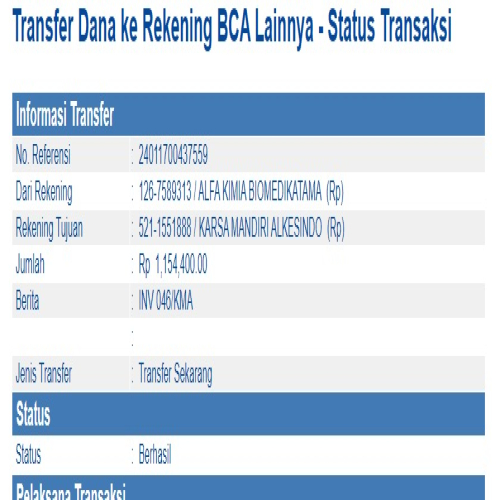 Transfer Dana ke Rekening BCA Lainnya - Status Transaksi
Informasi Transfer
No. Referensi : 24011700437559
Dari Rekening : 126-7589313 / ALFA KIMIA BIOMEDIKATAMA (Rp)
Rekening Tujuan : 521-1551888 / KARSA MANDIRI ALKESINDO (Rp)
Jumlah : Rp 1,154,400.00
Berita : INV 046/KMA
:
Jenis Transfer : Transfer Sekarang
Status
Status : Berhasil
Pelaksana Transaksi